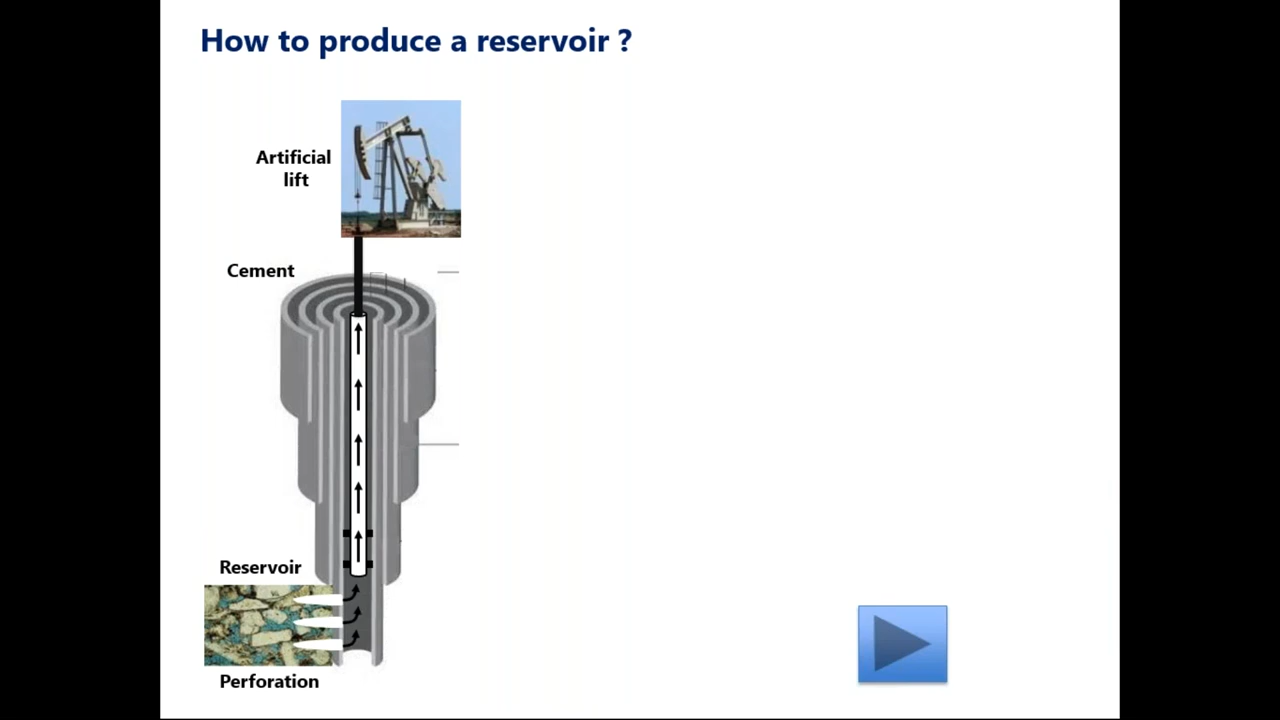 How to produce a reservoir ?
Artificial
lift
Cement
Reservoir
Perforation